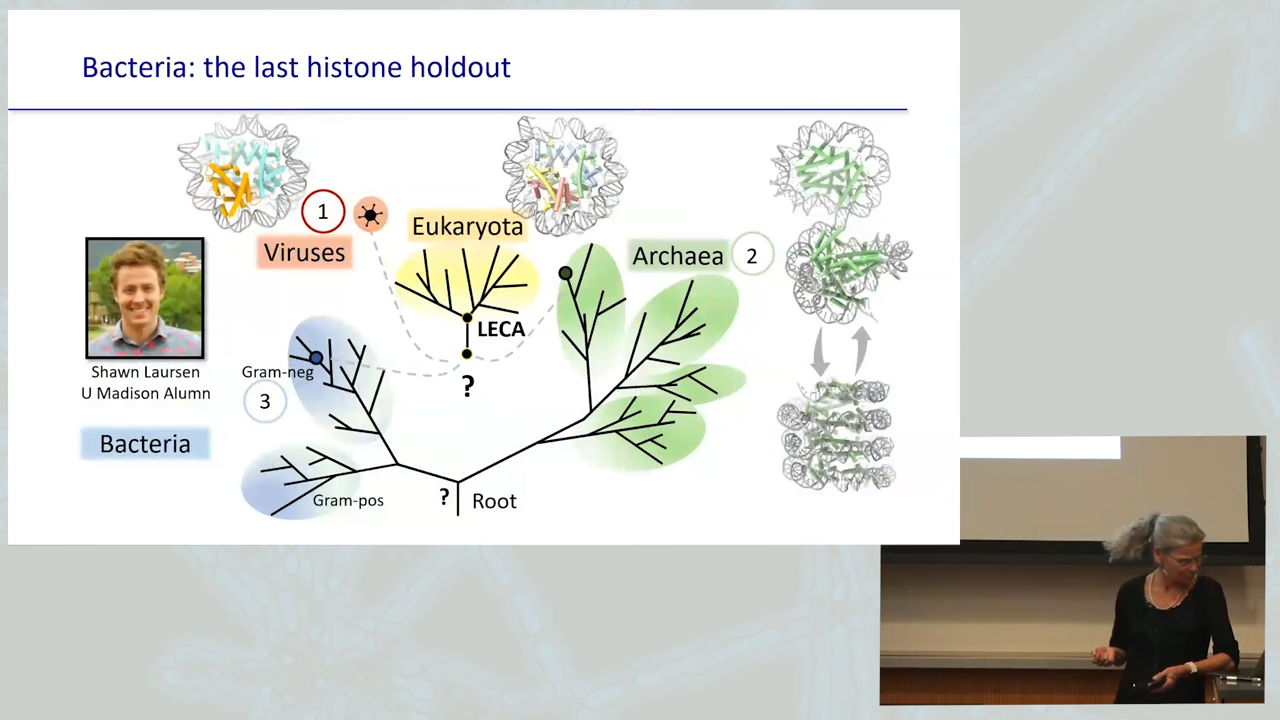 Bacteria: the last histone holdout
1
Viruses
Eukaryota
Archaea
2
LECA
?
Shawn Laursen
U Madison Alumn
Gram-neg
3
Bacteria
Gram-pos
?
Root